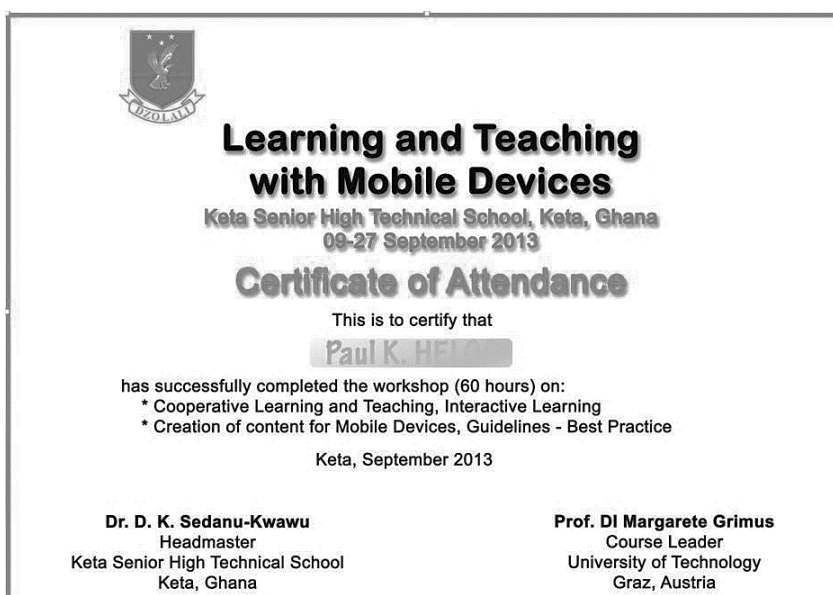 DZOLALI
Learning and Teaching
with Mobile Devices
Keta Senior High Technical School, Keta, Ghana
09-27 September 2013
Certificate of Attendance
This is to certify that
Paul K.
has successfully completed the workshop (60 hours) on:
* Cooperative Learning and Teaching, Interactive Learning
* Creation of content for Mobile Devices, Guidelines - Best Practice
Keta, September 2013
Dr. D. K. Sedanu-Kwawu
Headmaster
Keta Senior High Technical School
Keta, Ghana
Prof. DI Margarete Grimus
Course Leader
University of Technology
Graz, Austria